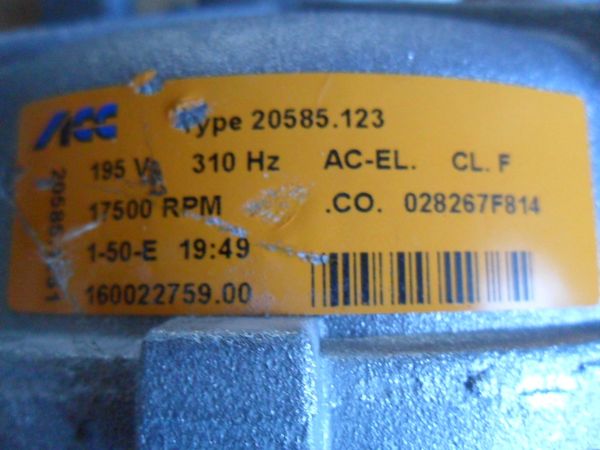 ACC
Type 20585.123
195 V 310 Hz AC-EL. CL. F
17500 RPM .CO. 028267F814
1-50-E 19:49
160022759.00